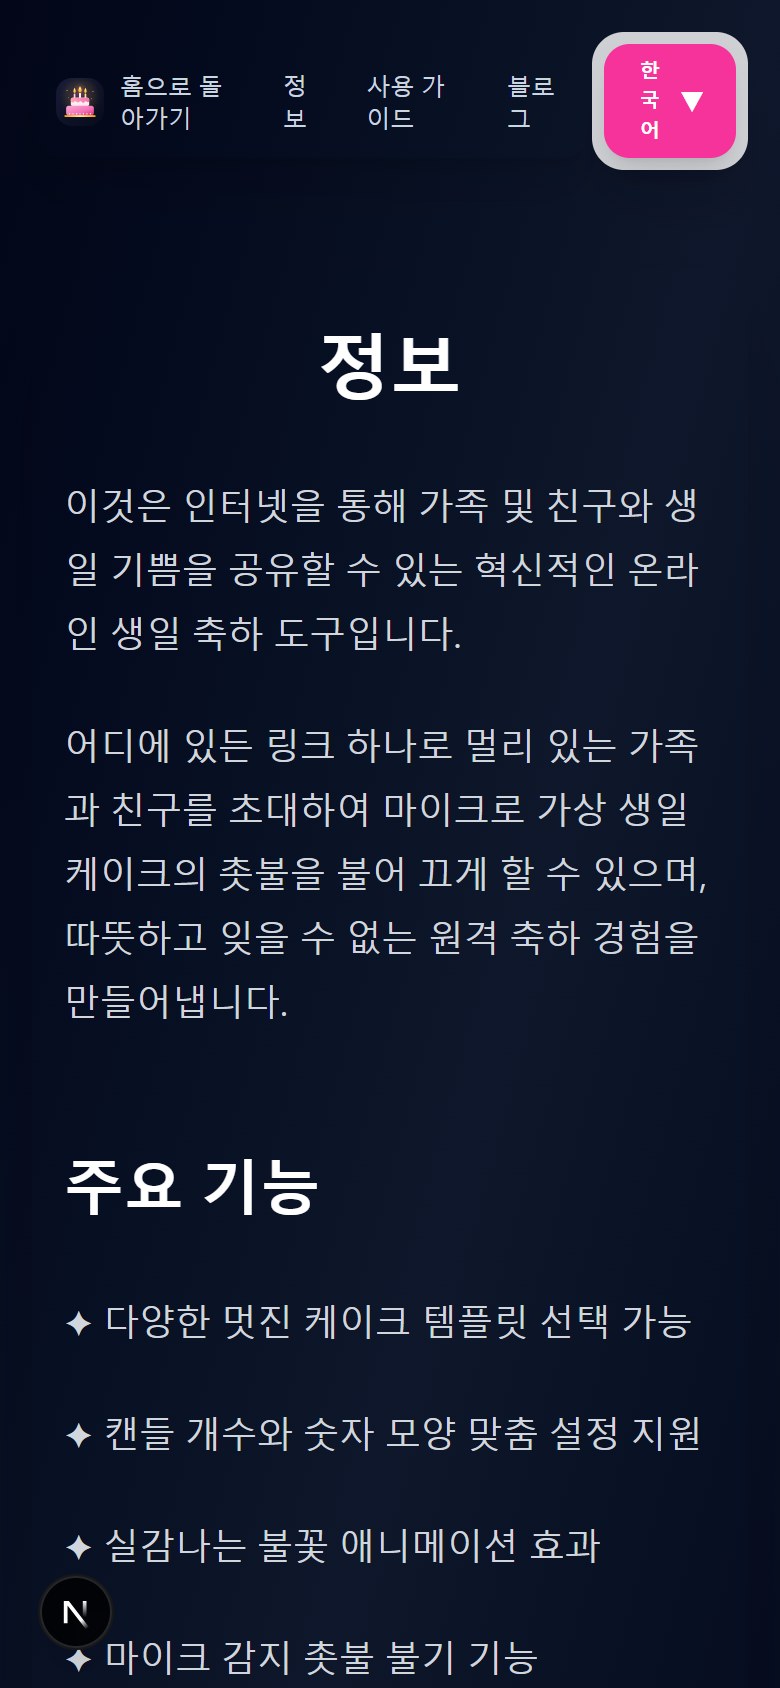 홈으로 돌
아가기
정
보
사용 가
이드
블로
그
한
국
어
▼
정보
이것은 인터넷을 통해 가족 및 친구와 생
일 기쁨을 공유할 수 있는 혁신적인 온라
인 생일 축하 도구입니다.
어디에 있든 링크 하나로 멀리 있는 가족
과 친구를 초대하여 마이크로 가상 생일
케이크의 촛불을 불어 끄게 할 수 있으며,
따뜻하고 잊을 수 없는 원격 축하 경험을
만들어냅니다.
주요 기능
✦ 다양한 멋진 케이크 템플릿 선택 가능
✦ 캔들 개수와 숫자 모양 맞춤 설정 지원
✦ 실감나는 불꽃 애니메이션 효과
N
✦ 마이크 감지 촛불 불기 기능